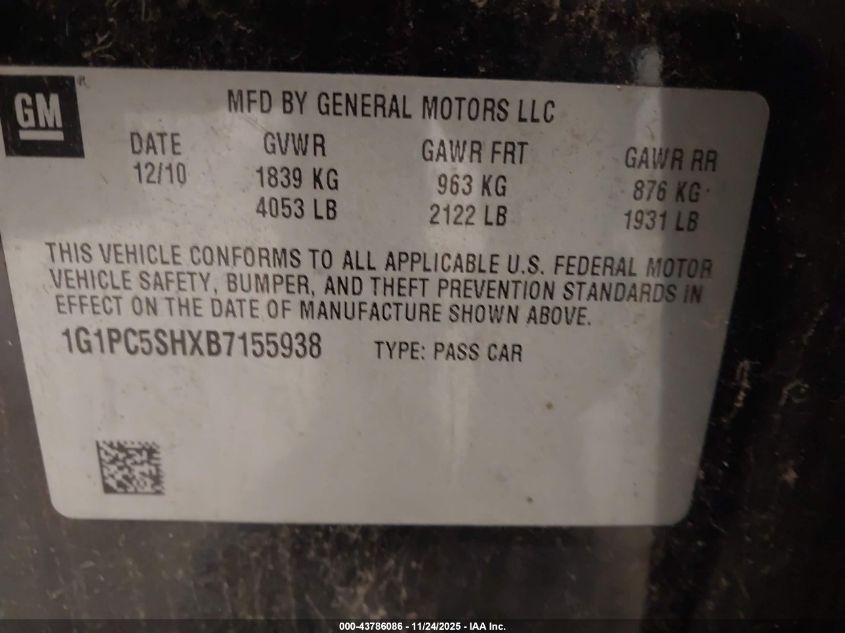 GM ®
MFD BY GENERAL MOTORS LLC
DATE GVWR GAWR FRT GAWR RR
12/10 1839 KG 963 KG 876 KG
4053 LB 2122 LB 1931 LB
THIS VEHICLE CONFORMS TO ALL APPLICABLE U.S. FEDERAL MOTOR
VEHICLE SAFETY, BUMPER, AND THEFT PREVENTION STANDARDS IN
EFFECT ON THE DATE OF MANUFACTURE SHOWN ABOVE.
1G1PC5SHXB7155938 TYPE: PASS CAR
000-43786086 - 11/24/2025 - IAA Inc.